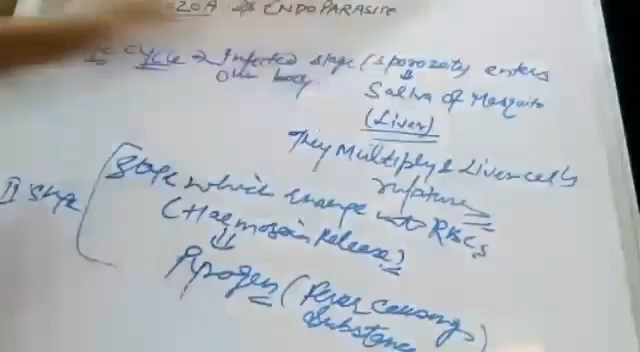 ZOA ENDOPARASITE
CYCLE → Infected stage (sporozoite) enters
Our body
Saliva of Mosquito
(Liver)
They Multiply & Liver cells
rupture
II stage
Stage which change into RBCs
(Haemozoin Release)
Pyrogen (Fever causing
Substance)